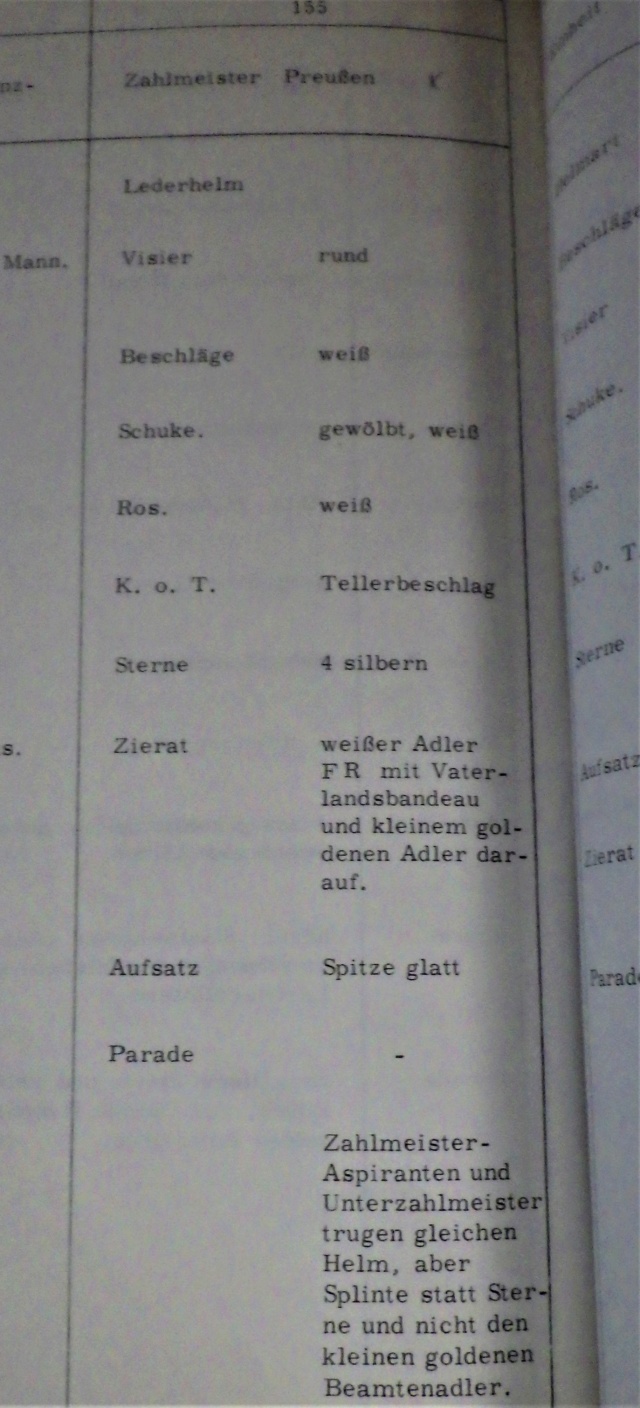 155
Zahlmeister Preußen
Lederhelm
Mann.
Visier rund
Beschläge weiß
Schuke. gewölbt, weiß
Ros. weiß
K. o. T. Tellerbeschlag
Sterne 4 silbern
s.
Zierat weißer Adler
FR mit Vater-
landsbandeau
und kleinem gol-
denen Adler dar-
auf.
Aufsatz Spitze glatt
Parade -
Zahlmeister-
Aspiranten und
Unterzahlmeister
trugen gleichen
Helm, aber
Splinte statt Ster-
ne und nicht den
kleinen goldenen
Beamtenadler.
Beschläge
Schuke.
Ros.
K. o. T
Sterne
Aufsatz
Zierat
Parade